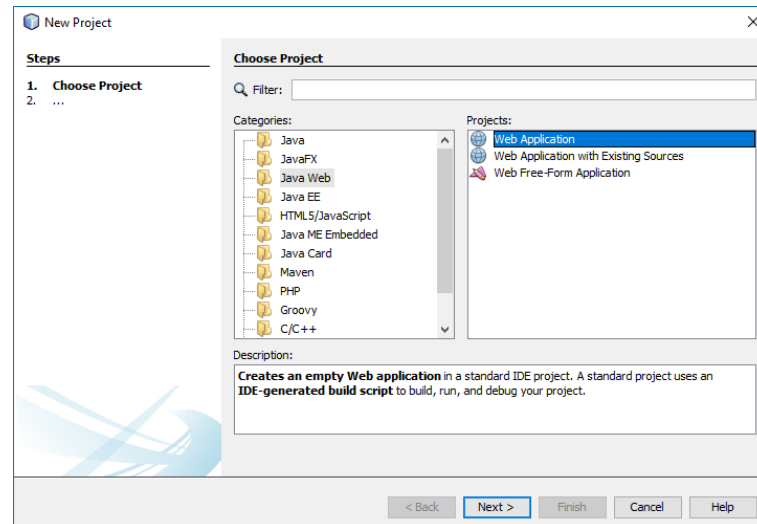 New Project
Steps
1. Choose Project
2. ...
Choose Project
Filter:
Categories:
Java
JavaFX
Java Web
Java EE
HTML5/JavaScript
Java ME Embedded
Java Card
Maven
PHP
Groovy
C/C++
Projects:
Web Application
Web Application with Existing Sources
Web Free-Form Application
Description:
Creates an empty Web application in a standard IDE project. A standard project uses an
IDE-generated build script to build, run, and debug your project.
< Back Next > Finish Cancel Help